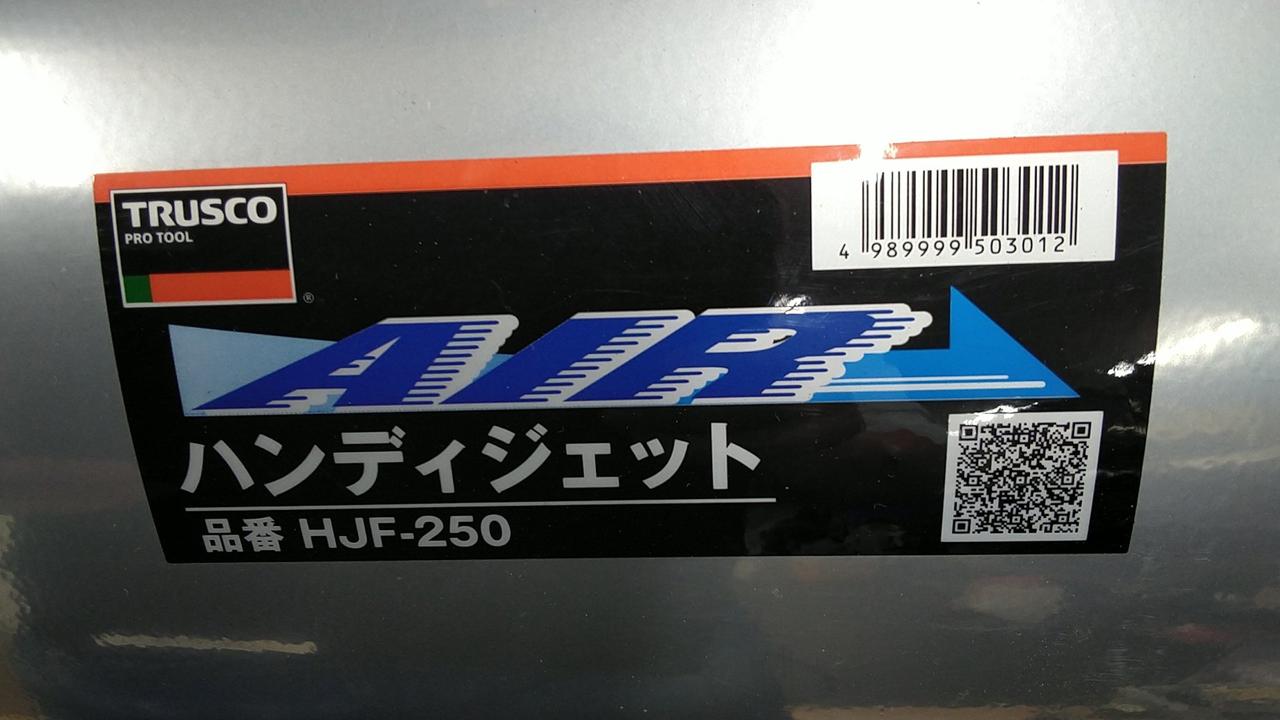 TRUSCO
PRO TOOL
®
4 989999 503012
AIR
ハンディジェット
品番 HJF-250